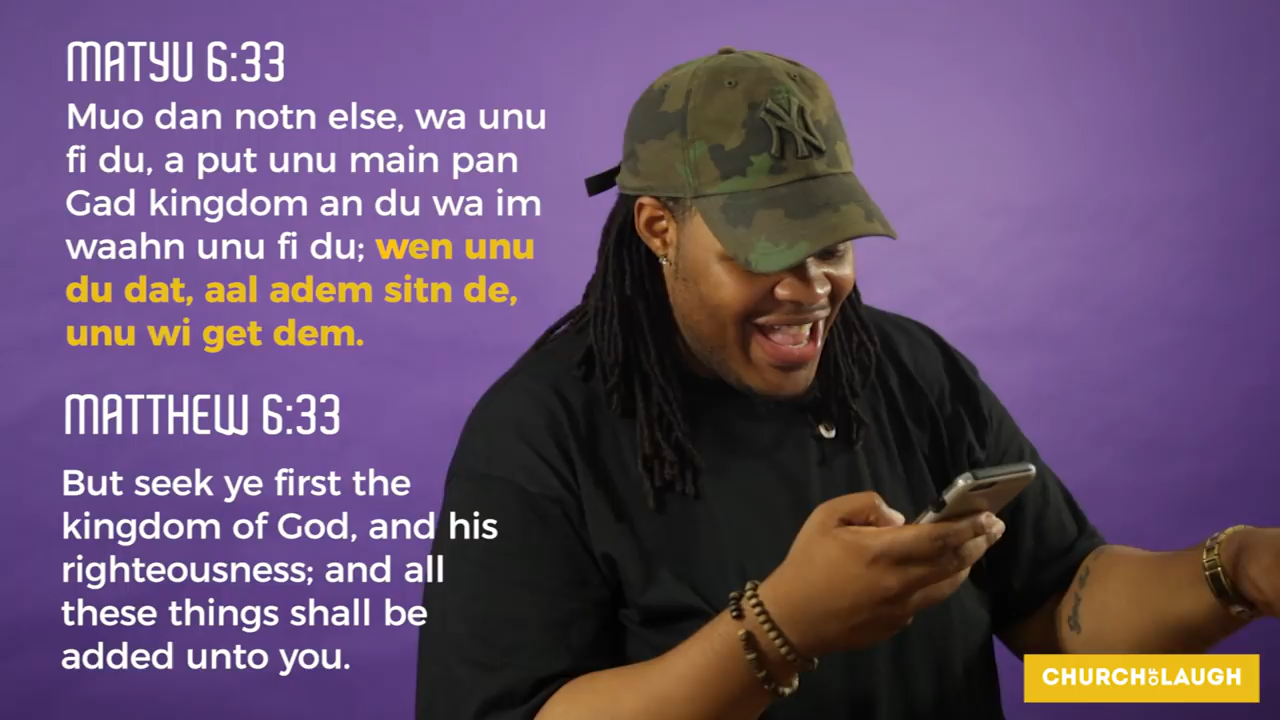 MATYU 6:33
Muo dan notn else, wa unu
fi du, a put unu main pan
Gad kingdom an du wa im
waahn unu fi du; wen unu
du dat, aal adem sitn de,
unu wi get dem.
MATTHEW 6:33
But seek ye first the
kingdom of God, and his
righteousness; and all
these things shall be
added unto you.
NY
CHURCH OF LAUGH